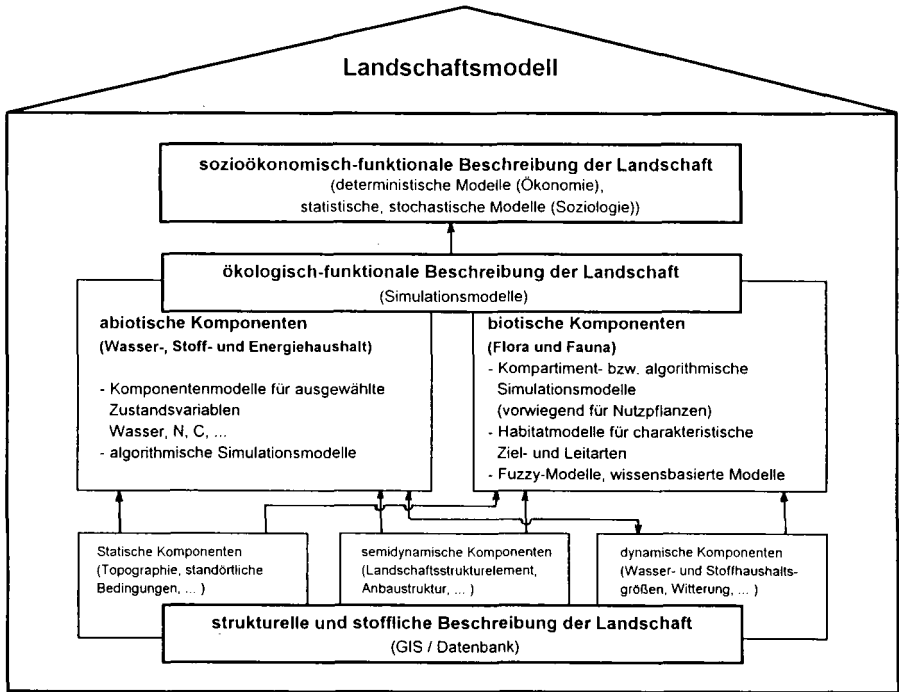 Landschaftsmodell
sozioökonomisch-funktionale Beschreibung der Landschaft
(deterministische Modelle (Ökonomie),
statistische, stochastische Modelle (Soziologie))
ökologisch-funktionale Beschreibung der Landschaft
(Simulationsmodelle)
abiotische Komponenten
(Wasser-, Stoff- und Energiehaushalt)
- Komponentenmodelle für ausgewählte
Zustandsvariablen
Wasser, N, C, ...
- algorithmische Simulationsmodelle
biotische Komponenten
(Flora und Fauna)
- Kompartiment- bzw. algorithmische
Simulationsmodelle
(vorwiegend für Nutzpflanzen)
- Habitatmodelle für charakteristische
Ziel- und Leitarten
- Fuzzy-Modelle, wissensbasierte Modelle
Statische Komponenten
(Topographie, standörtliche
Bedingungen, ... )
semidynamische Komponenten
(Landschaftsstrukturelement,
Anbaustruktur, ... )
dynamische Komponenten
(Wasser- und Stoffhaushalts-
größen, Witterung, ... )
strukturelle und stoffliche Beschreibung der Landschaft
(GIS / Datenbank)